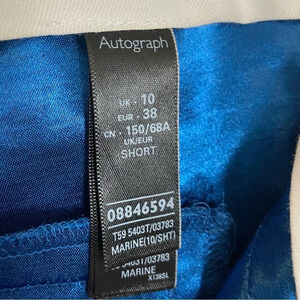 Autograph
UK - 10
EUR - 38
CN - 150/68A
UK/EUR
SHORT
08846594
T59 5403T/03783
MARINE(10/SHT)
5403T/03783
MARINE
X138SL